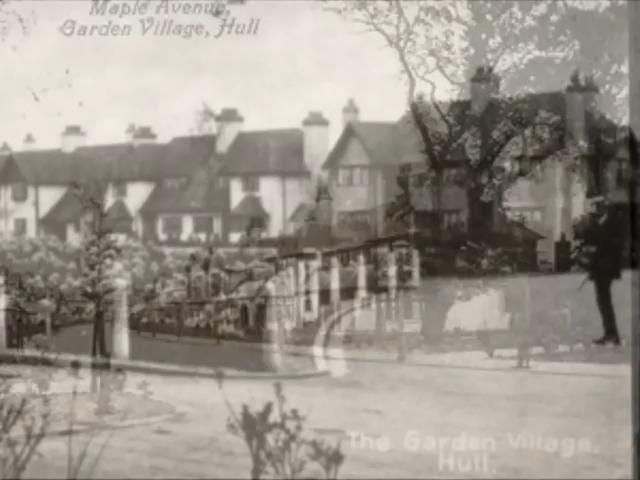 Maple Avenue,
Garden Village, Hull
The Garden Village.
Hull.